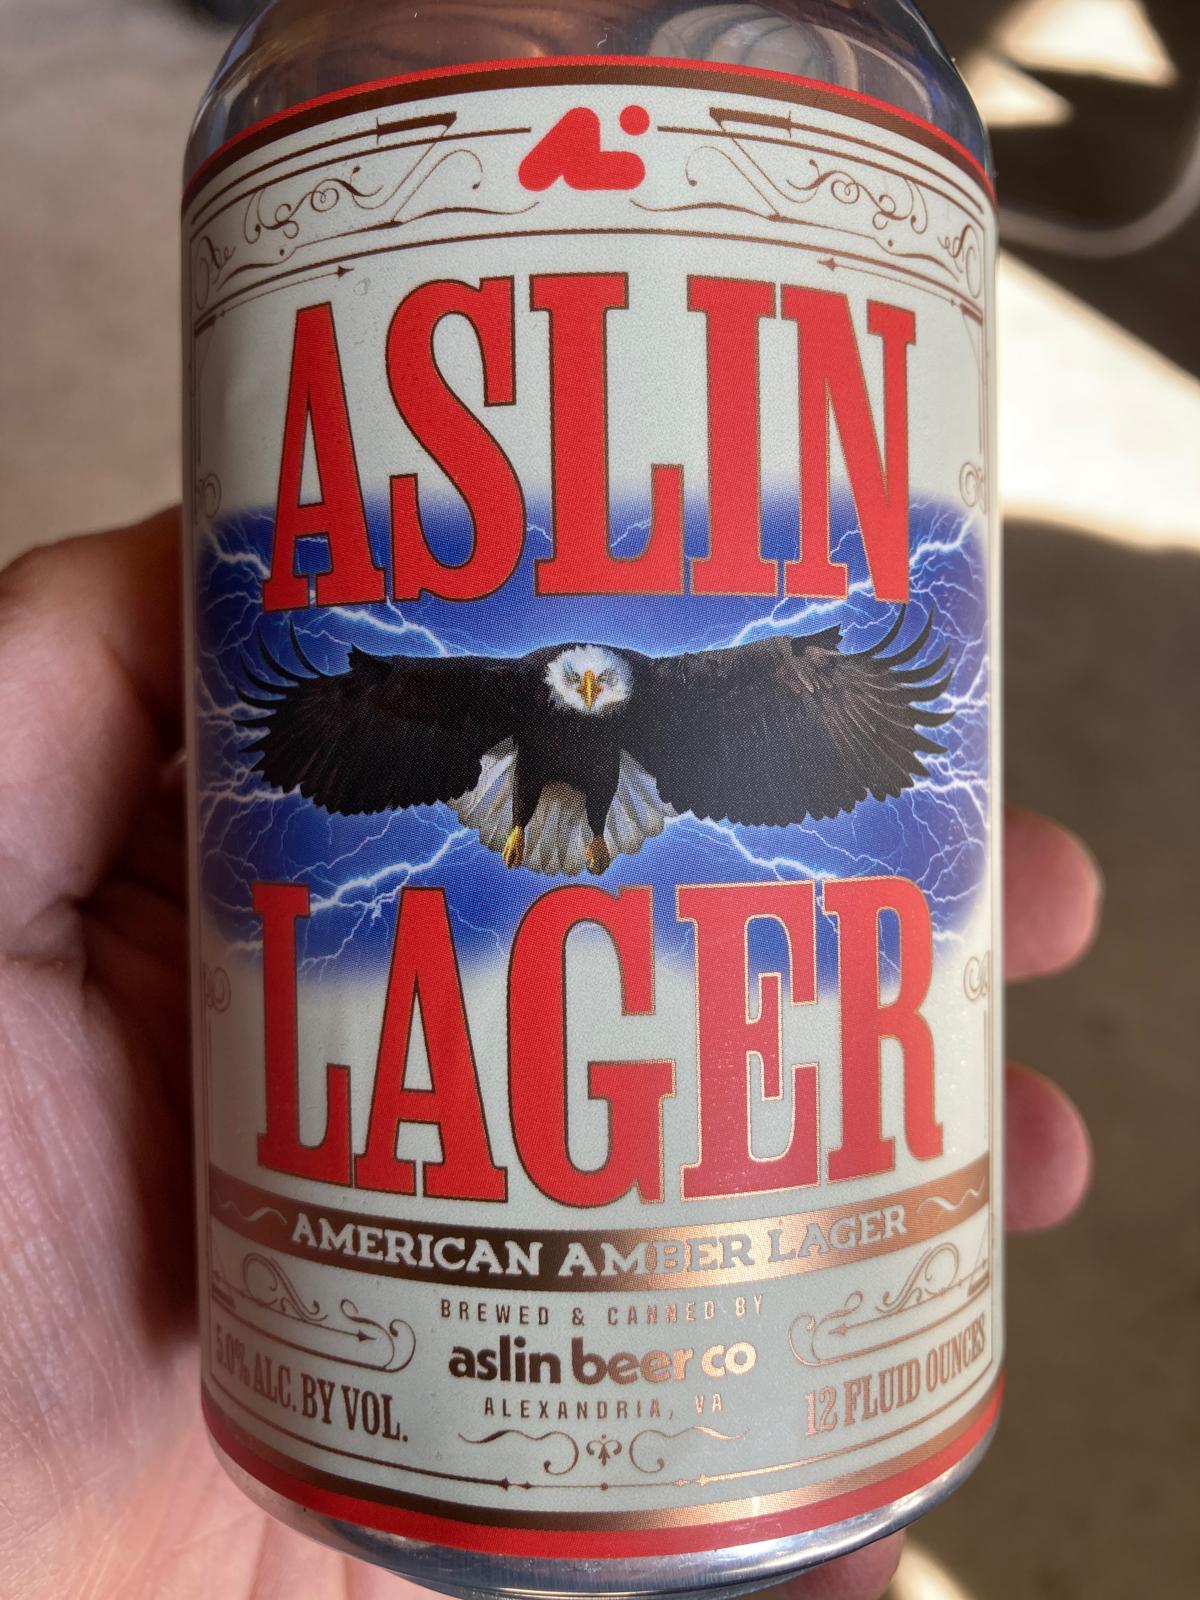 ASLIN
LAGER
AMERICAN AMBER LAGER
BREWED & CANNED BY
aslin beer co
ALEXANDRIA, VA
5.0% ALC. BY VOL.
12 FLUID OUNCES